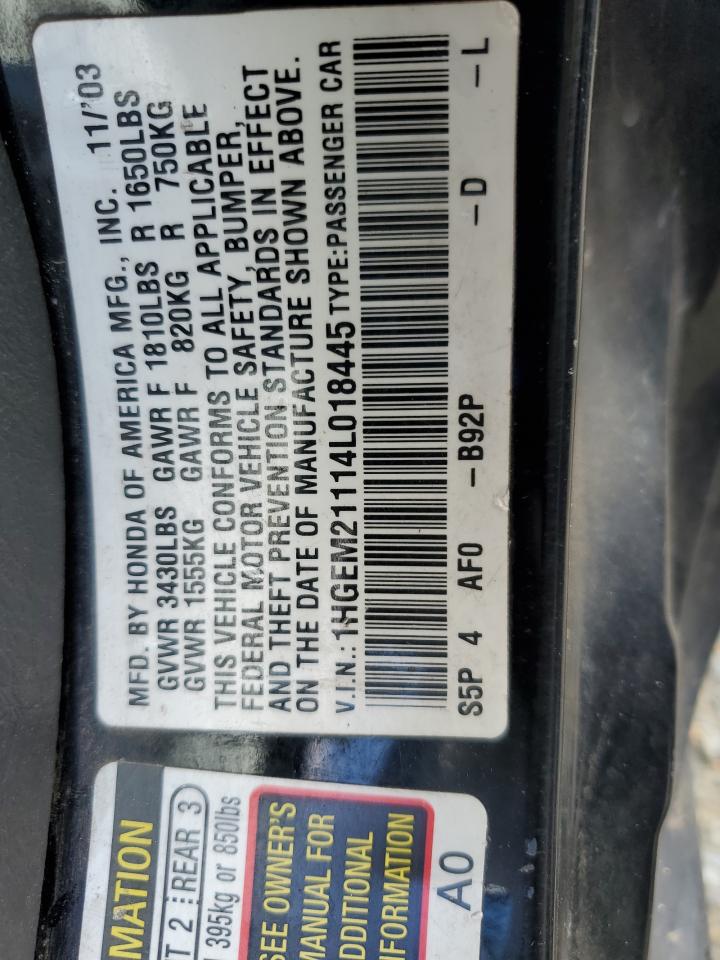 MFD. BY HONDA OF AMERICA MFG., INC. 11/'03
GVWR 3430LBS GAWR F 1810LBS R 1650LBS
GVWR 1555KG GAWR F 820KG R 750KG
THIS VEHICLE CONFORMS TO ALL APPLICABLE
FEDERAL MOTOR VEHICLE SAFETY, BUMPER,
AND THEFT PREVENTION STANDARDS IN EFFECT
ON THE DATE OF MANUFACTURE SHOWN ABOVE.
V.I.N.:1HGEM21114L018445 TYPE:PASSENGER CAR
S5P 4 AF0 -B92P -D -L
MATION
T 2 REAR 3
395kg or 850lbs
SEE OWNER'S
MANUAL FOR
ADDITIONAL
INFORMATION
A0